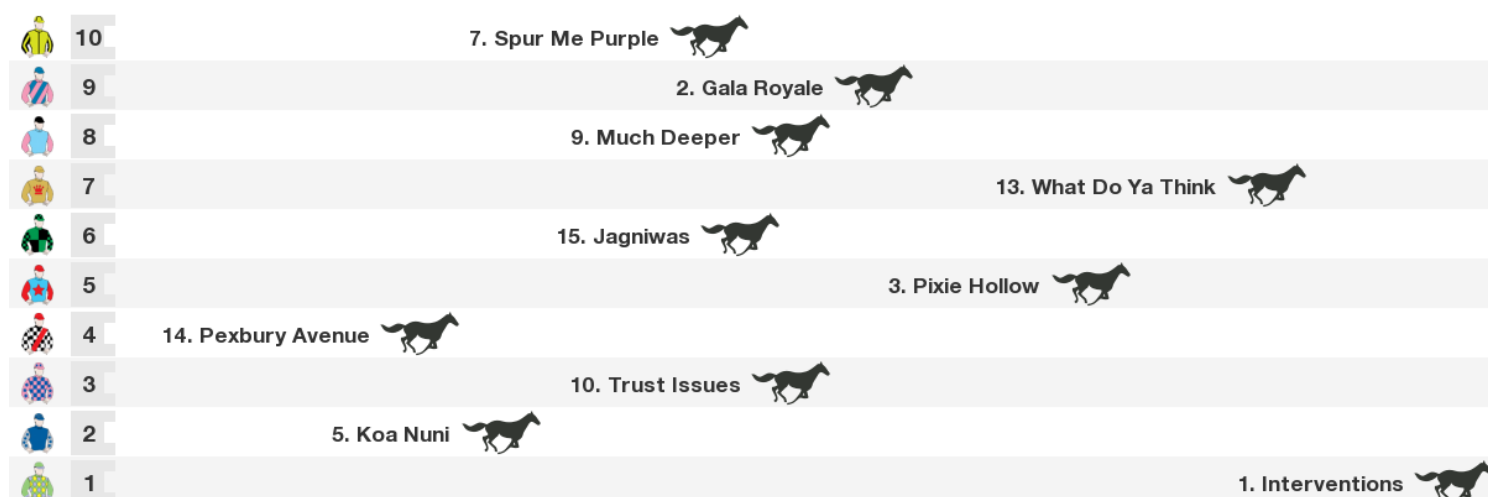 10 7. Spur Me Purple
9 2. Gala Royale
8 9. Much Deeper
7 13. What Do Ya Think
6 15. Jagniwas
5 3. Pixie Hollow
4 14. Pexbury Avenue
3 10. Trust Issues
2 5. Koa Nuni
1 1. Interventions